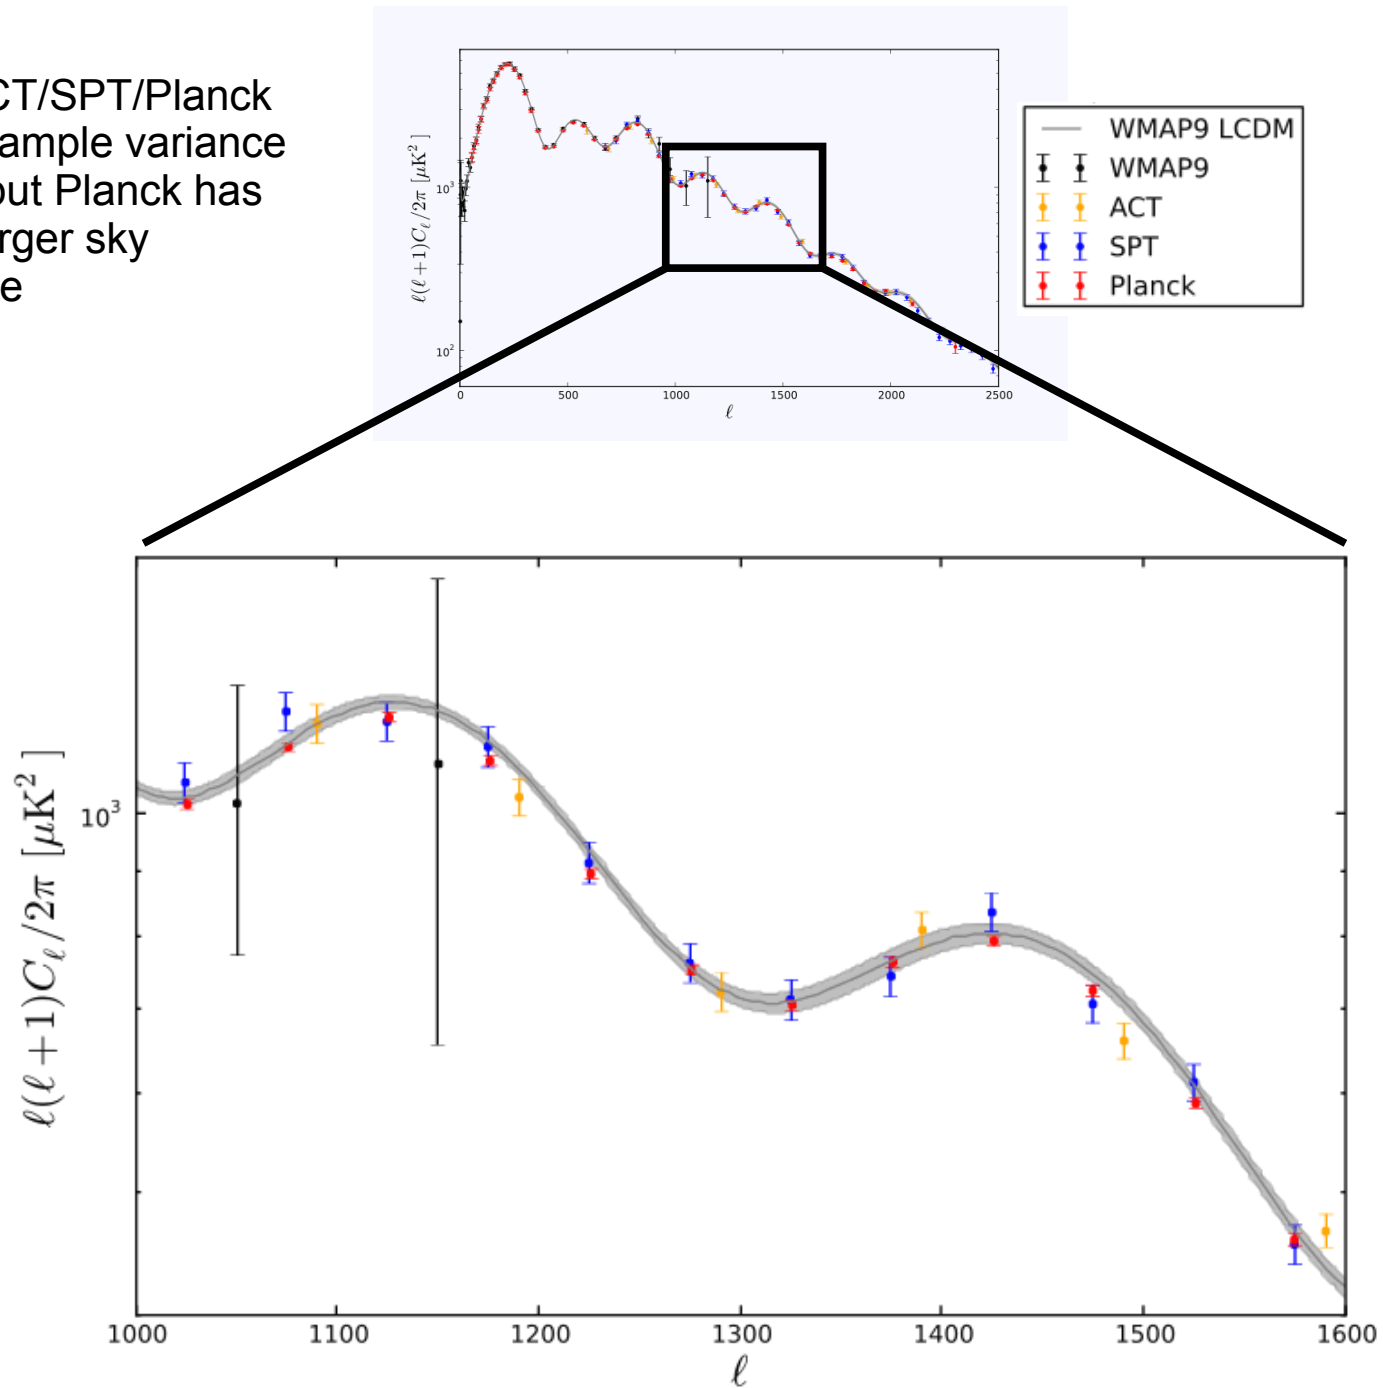 CT/SPT/Planck
ample variance
out Planck has
rger sky
e
ℓ(ℓ+1)C_ℓ/2π [μK²]
10³
10²
0 500 1000 1500 2000 2500
ℓ
WMAP9 LCDM
WMAP9
ACT
SPT
Planck
ℓ(ℓ+1)C_ℓ/2π [μK²]
10³
1000 1100 1200 1300 1400 1500 1600
ℓ